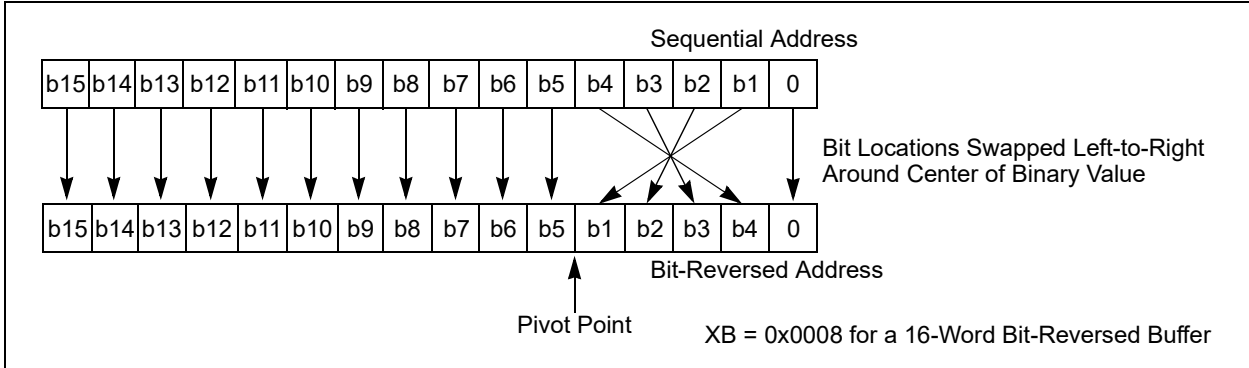 Sequential Address
b15 b14 b13 b12 b11 b10 b9 b8 b7 b6 b5 b4 b3 b2 b1 0
Bit Locations Swapped Left-to-Right
Around Center of Binary Value
b15 b14 b13 b12 b11 b10 b9 b8 b7 b6 b5 b1 b2 b3 b4 0
Bit-Reversed Address
Pivot Point
XB = 0x0008 for a 16-Word Bit-Reversed Buffer